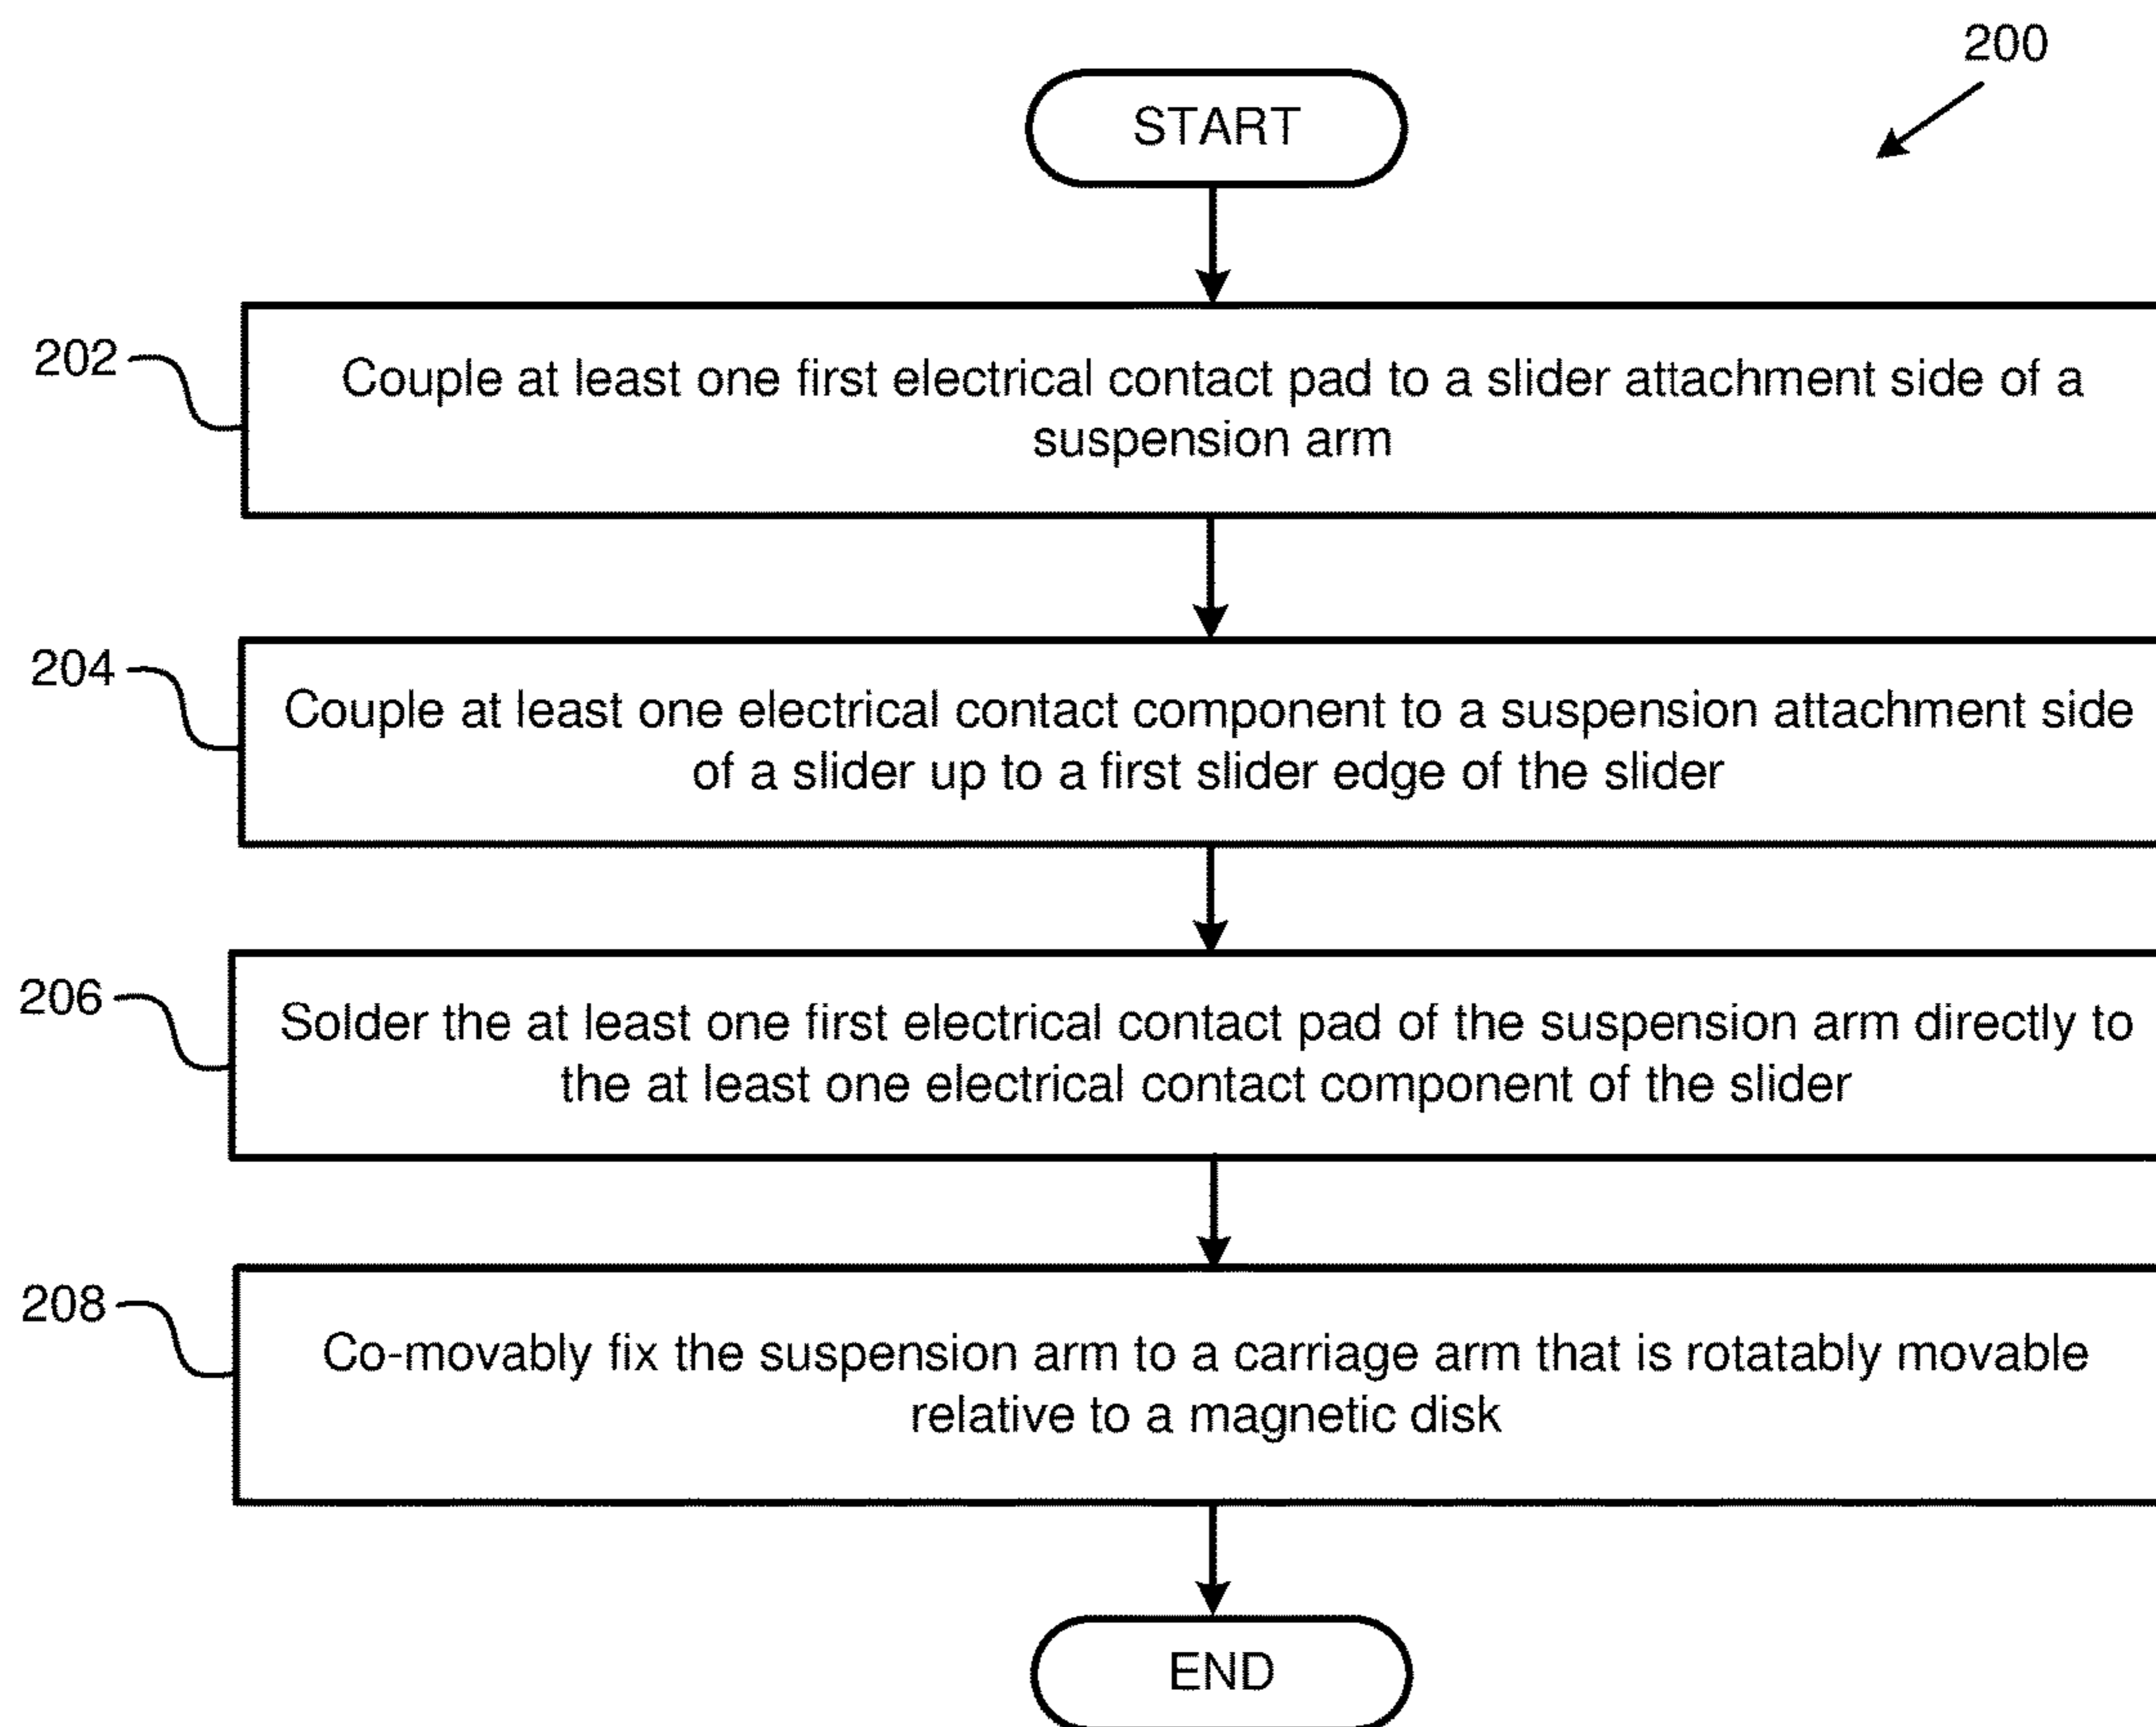 200
START
202
Couple at least one first electrical contact pad to a slider attachment side of a
suspension arm
204
Couple at least one electrical contact component to a suspension attachment side
of a slider up to a first slider edge of the slider
206
Solder the at least one first electrical contact pad of the suspension arm directly to
the at least one electrical contact component of the slider
208
Co-movably fix the suspension arm to a carriage arm that is rotatably movable
relative to a magnetic disk
END